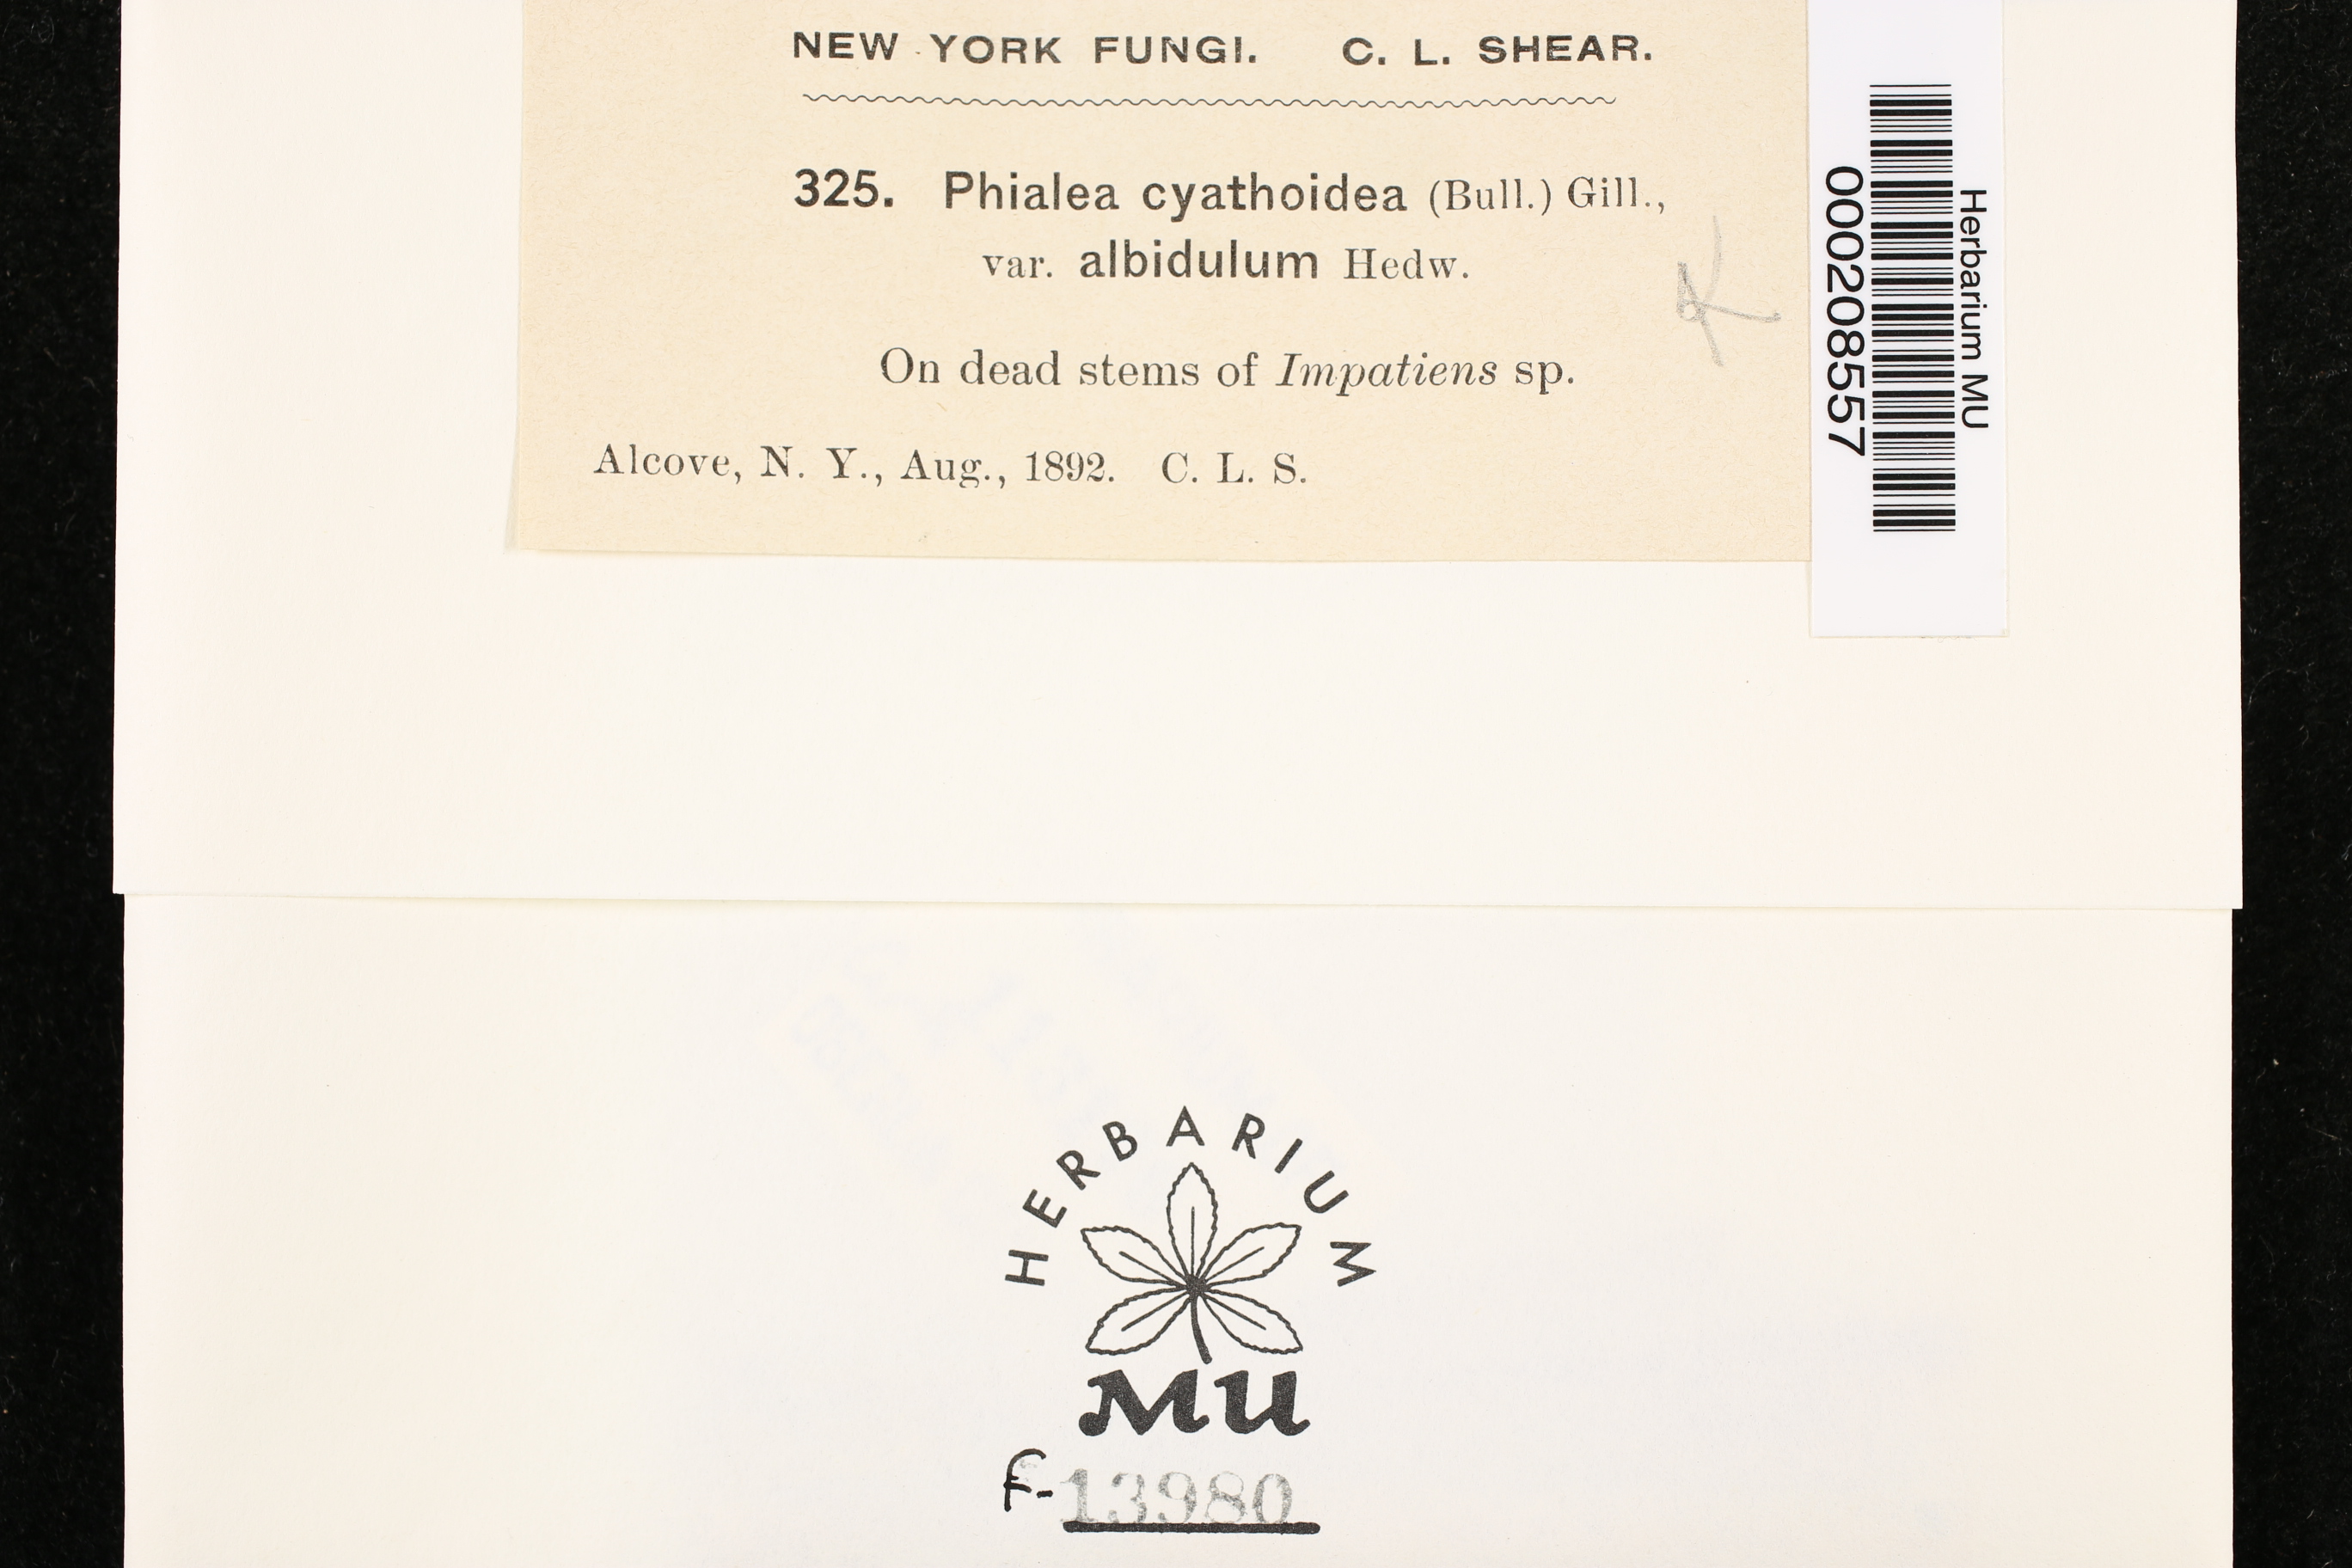 NEW YORK FUNGI. C. L. SHEAR.
325. Phialea cyathoidea (Bull.) Gill.,
var. albidulum Hedw.
K
On dead stems of Impatiens sp.
Alcove, N. Y., Aug., 1892. C. L. S.
Herbarium MU
000208557
HERBARIUM
MU
F-13980